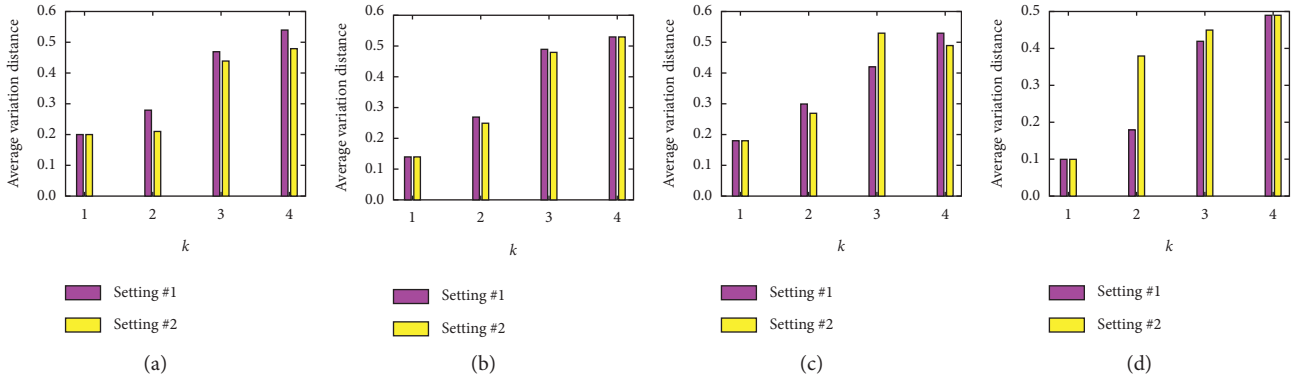 Average variation distance
0.6
0.5
0.4
0.3
0.2
0.1
0.0
1 2 3 4
k
Setting #1
Setting #2
(a)
Average variation distance
0.6
0.5
0.4
0.3
0.2
0.1
0.0
1 2 3 4
k
Setting #1
Setting #2
(b)
Average variation distance
0.6
0.5
0.4
0.3
0.2
0.1
0.0
1 2 3 4
k
Setting #1
Setting #2
(c)
Average variation distance
0.5
0.4
0.3
0.2
0.1
0.0
1 2 3 4
k
Setting #1
Setting #2
(d)